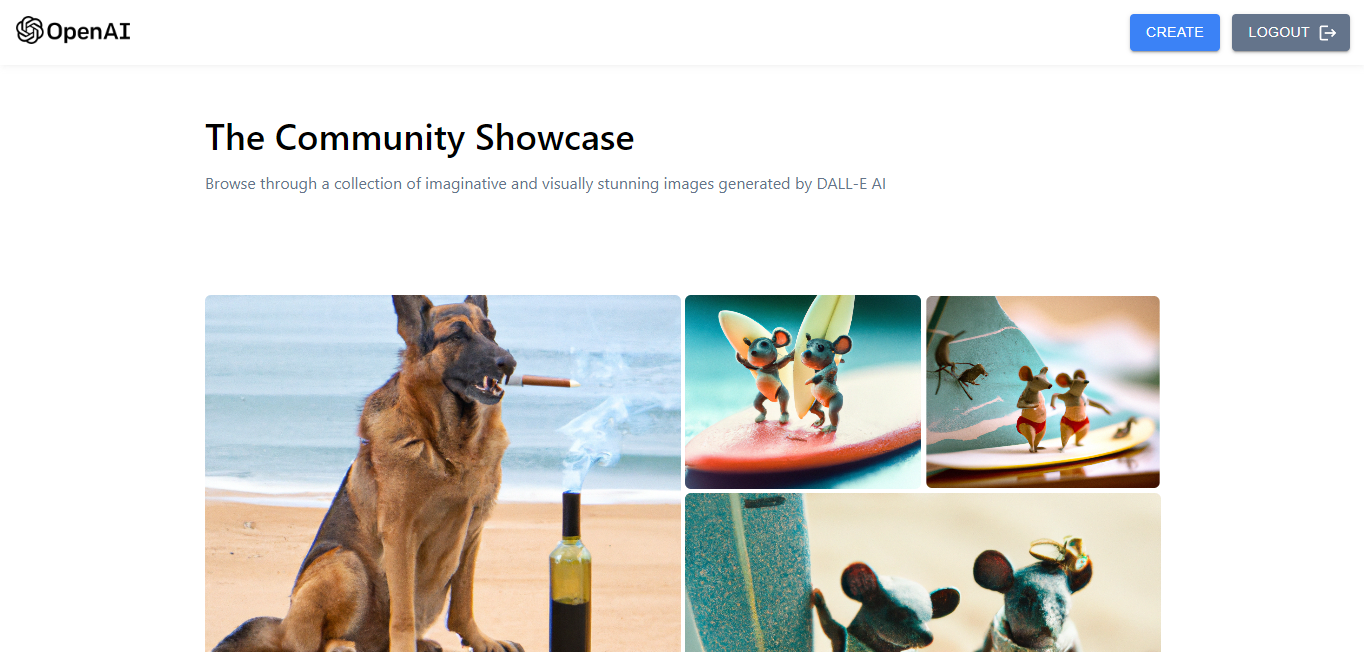 OpenAI
CREATE
LOGOUT
The Community Showcase
Browse through a collection of imaginative and visually stunning images generated by DALL-E AI